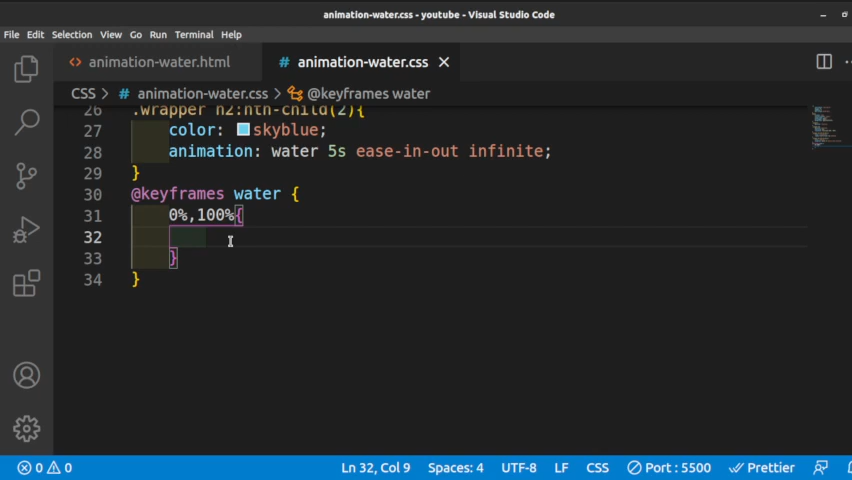 animation-water.css - youtube - Visual Studio Code
File Edit Selection View Go Run Terminal Help
animation-water.html # animation-water.css
CSS > # animation-water.css > @keyframes water
26 .wrapper h2:nth-child(2){
27 color: skyblue;
28 animation: water 5s ease-in-out infinite;
29 }
30 @keyframes water {
31 0%,100%{
32
33 }
34 }
0 0 Ln 32, Col 9 Spaces: 4 UTF-8 LF CSS Port : 5500 Prettier